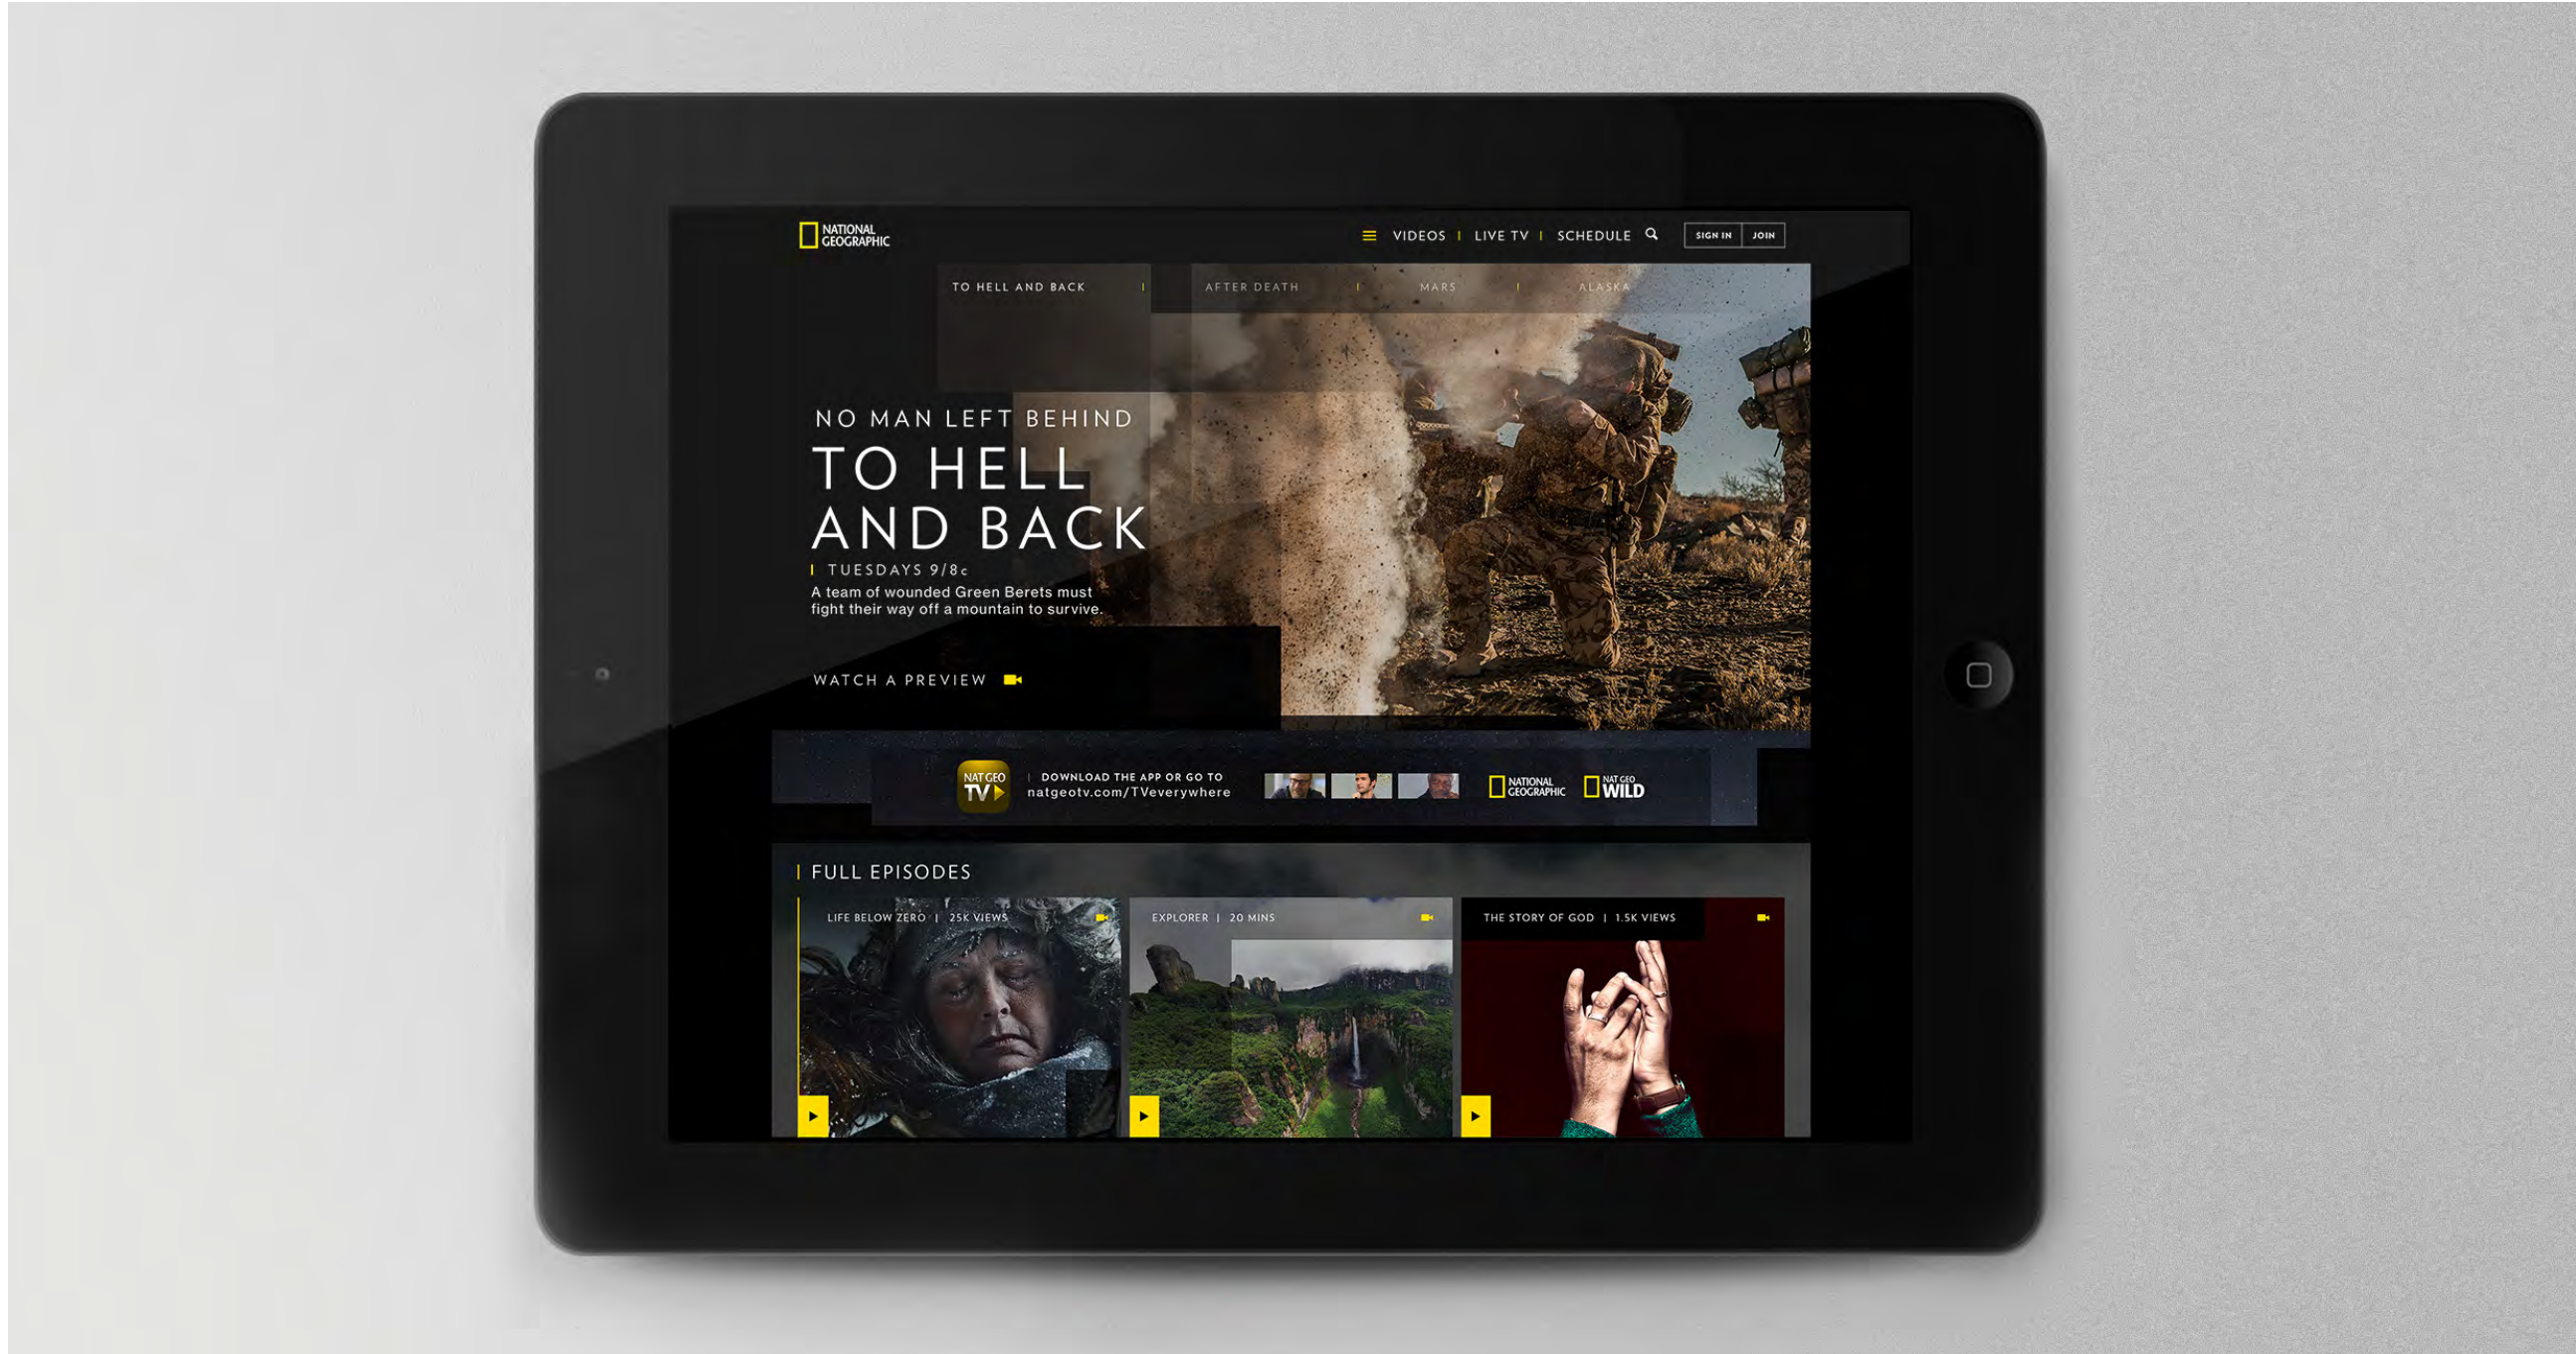 NATIONAL
GEOGRAPHIC
VIDEOS | LIVE TV | SCHEDULE
SIGN IN JOIN
TO HELL AND BACK | AFTER DEATH | MARS | ALASKA
NO MAN LEFT BEHIND
TO HELL
AND BACK
| TUESDAYS 9/8c
A team of wounded Green Berets must
fight their way off a mountain to survive.
WATCH A PREVIEW
NAT GEO
TV
| DOWNLOAD THE APP OR GO TO
natgeotv.com/TVeverywhere
NATIONAL
GEOGRAPHIC
NAT GEO
WILD
| FULL EPISODES
LIFE BELOW ZERO | 25K VIEWS
EXPLORER | 20 MINS
THE STORY OF GOD | 1.5K VIEWS